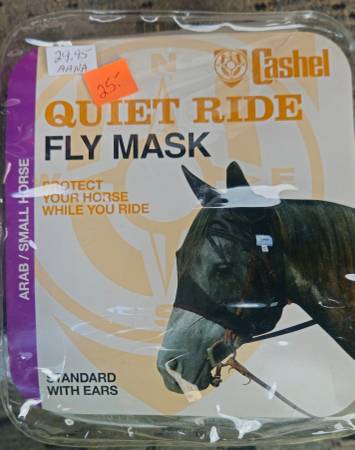 29.95
AANA
25.-
Cashel
QUIET RIDE
FLY MASK
PROTECT
YOUR HORSE
WHILE YOU RIDE
ARAB / SMALL HORSE
STANDARD
WITH EARS